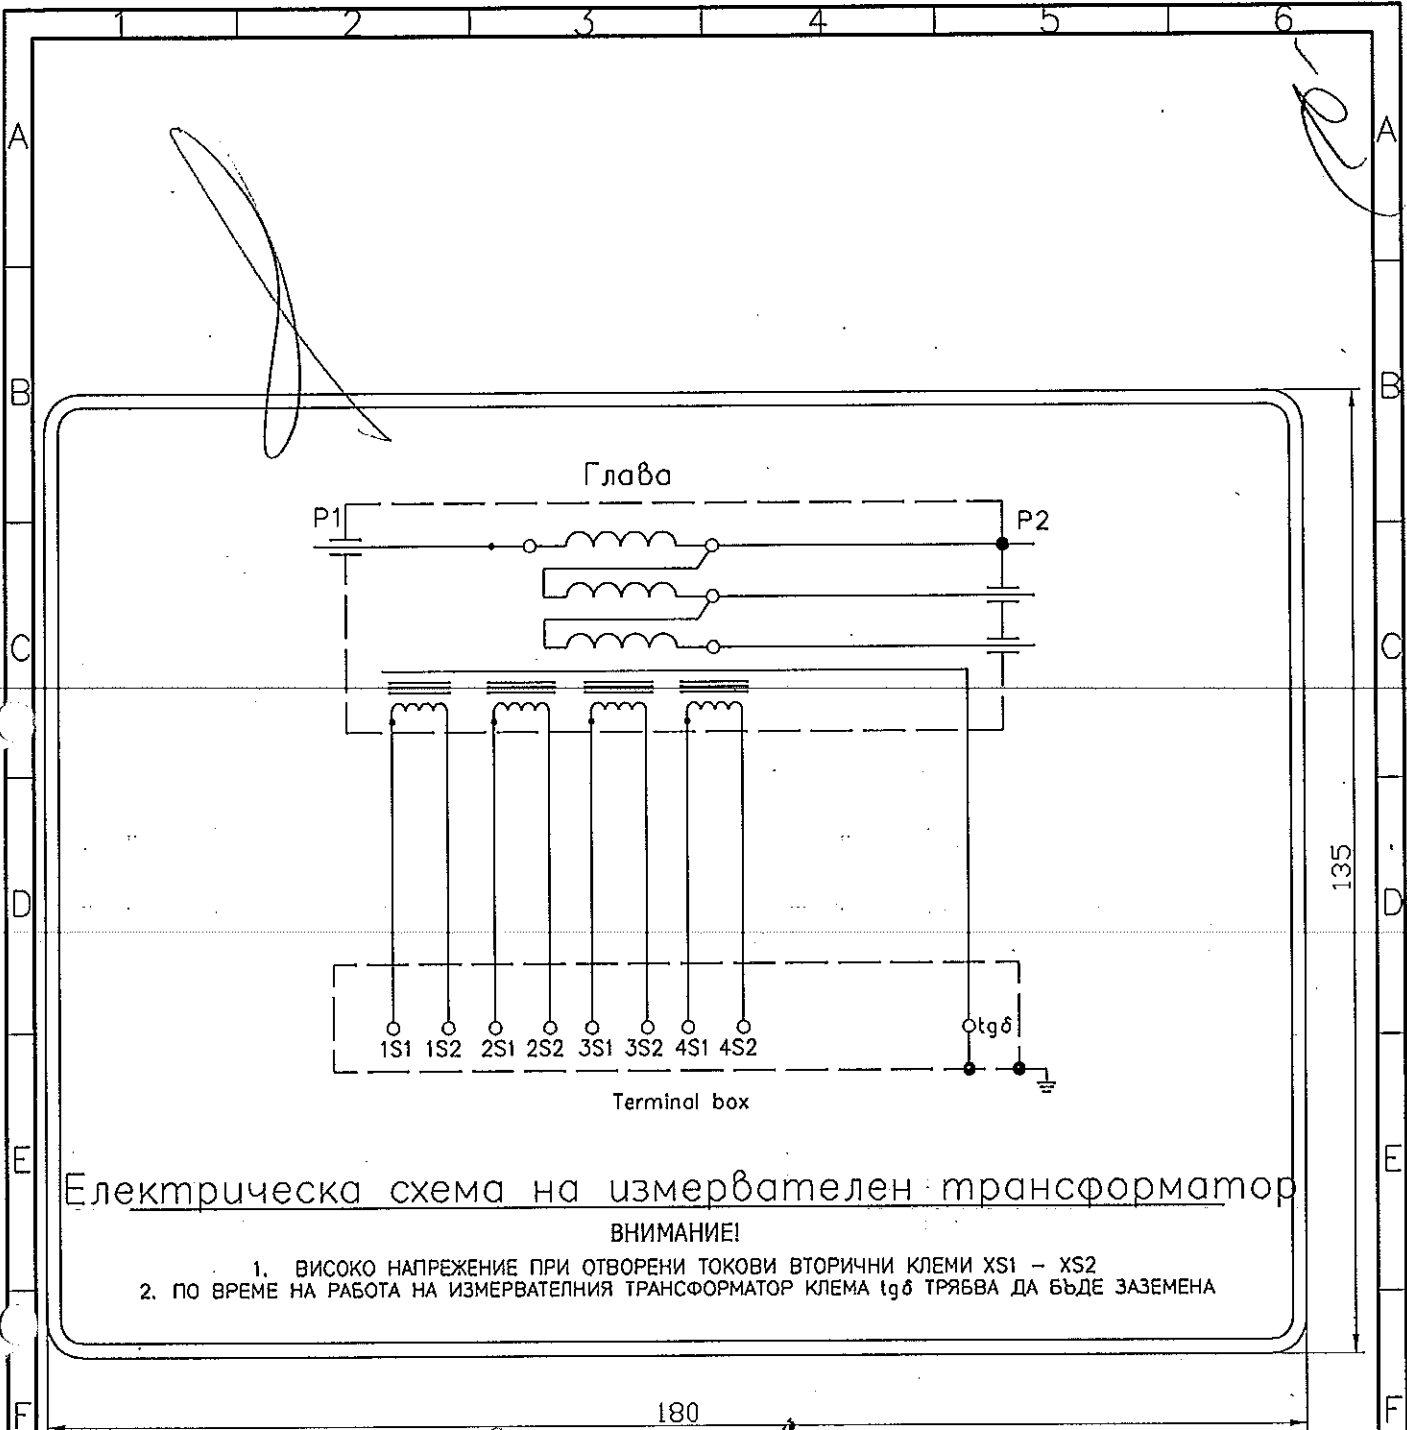 1 2 3 4 5 6
A A
B B
Глава
P1 P2
C C
135
D D
tgδ
1S1 1S2 2S1 2S2 3S1 3S2 4S1 4S2
Terminal box
E E
Електрическа схема на измервателен трансформатор
ВНИМАНИЕ!
1. ВИСОКО НАПРЕЖЕНИЕ ПРИ ОТВОРЕНИ ТОКОВИ ВТОРИЧНИ КЛЕМИ XS1 – XS2
2. ПО ВРЕМЕ НА РАБОТА НА ИЗМЕРВАТЕЛНИЯ ТРАНСФОРМАТОР КЛЕМА tgδ ТРЯБВА ДА БЪДЕ ЗАЗЕМЕНА
F F
180